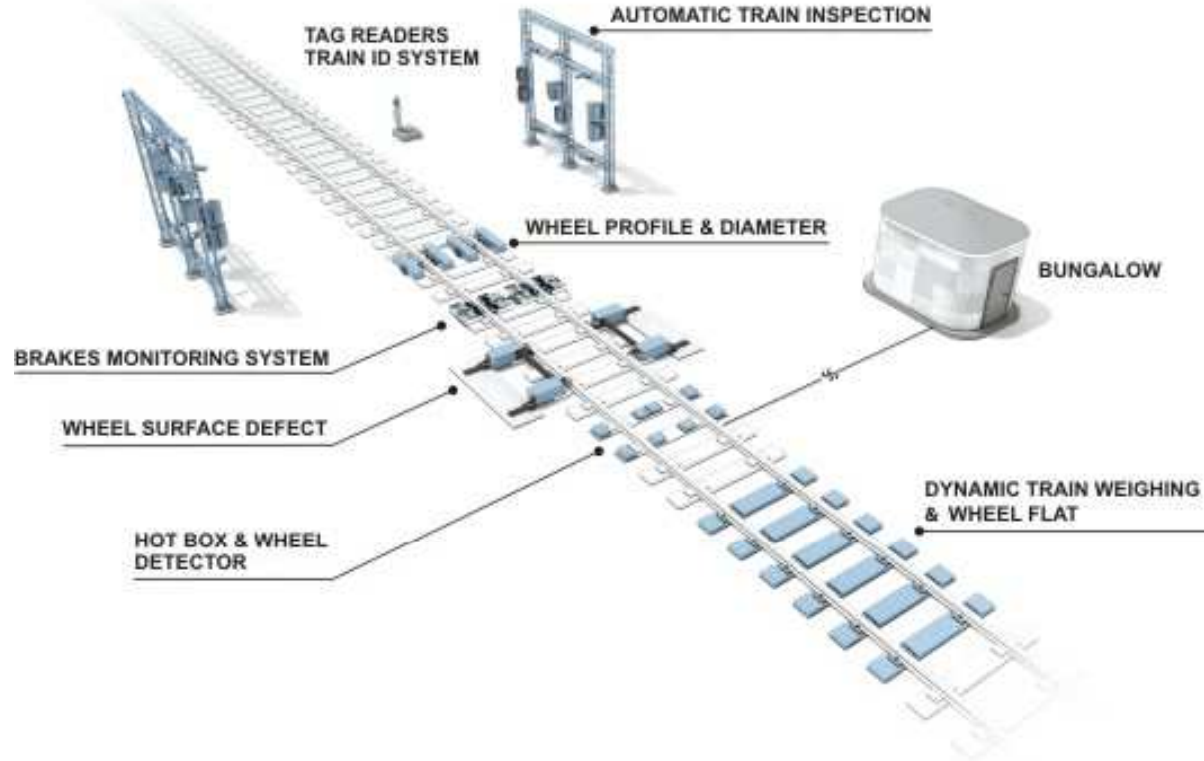 AUTOMATIC TRAIN INSPECTION
TAG READERS
TRAIN ID SYSTEM
WHEEL PROFILE & DIAMETER
BUNGALOW
BRAKES MONITORING SYSTEM
WHEEL SURFACE DEFECT
DYNAMIC TRAIN WEIGHING
& WHEEL FLAT
HOT BOX & WHEEL
DETECTOR